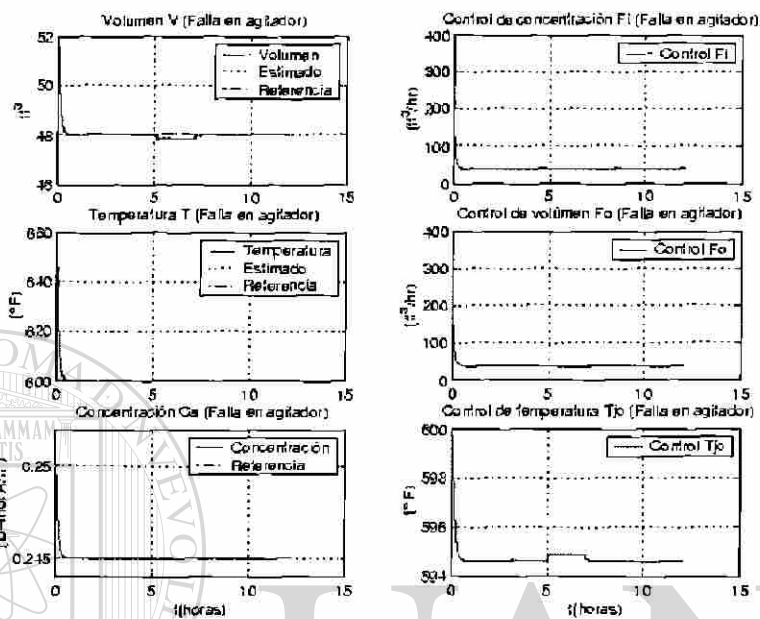 Volumen V (Falla en agitador)
52
50
48
46
0
5
10
15
ft³
Volumen
Estimado
Referencia
Control de concentración Fi (Falla en agitador)
400
300
200
100
0
0
5
10
15
(ft³/hr)
Control Fi
Temperatura T (Falla en agitador)
660
640
620
600
0
5
10
15
(°F)
Temperatura
Estimado
Referencia
Control de volúmen Fo (Falla en agitador)
400
300
200
100
0
0
5
10
15
(ft³/hr)
Control Fo
Concentración Ca (Falla en agitador)
0.25
0.245
0
5
10
15
t(horas)
Concentración
Referencia
Control de temperatura Tjo (Falla en agitador)
600
598
596
594
0
5
10
15
(°F)
t(horas)
Control Tjo